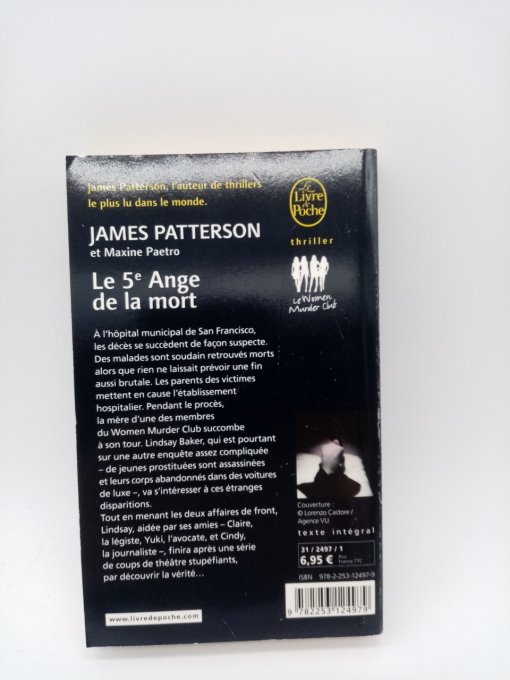 James Patterson, l'auteur de thrillers
le plus lu dans le monde.
JAMES PATTERSON
et Maxine Paetro
Le 5e Ange
de la mort
À l'hôpital municipal de San Francisco,
les décès se succèdent de façon suspecte.
Des malades sont soudain retrouvés morts
alors que rien ne laissait prévoir une fin
aussi brutale. Les parents des victimes
mettent en cause l'établissement
hospitalier. Pendant le procès,
la mère d'une des membres
du Women Murder Club succombe
à son tour. Lindsay Baker, qui est pourtant
sur une autre enquête assez compliquée
– de jeunes prostituées sont assassinées
et leurs corps abandonnés dans des voitures
de luxe –, va s'intéresser à ces étranges
disparitions.
Tout en menant les deux affaires de front,
Lindsay, aidée par ses amies – Claire,
la légiste, Yuki, l'avocate, et Cindy,
la journaliste –, finira après une série
de coups de théâtre stupéfiants,
par découvrir la vérité...
www.livredepoche.com
Le
Livre
de
Poche
thriller
Le Women
Murder Club
Couverture :
© Lorenzo Castore /
Agence VU.
texte intégral
31 / 2497 / 1
6,95 € Prix
France TTC
ISBN 978-2-253-12497-9
9 782253 124979